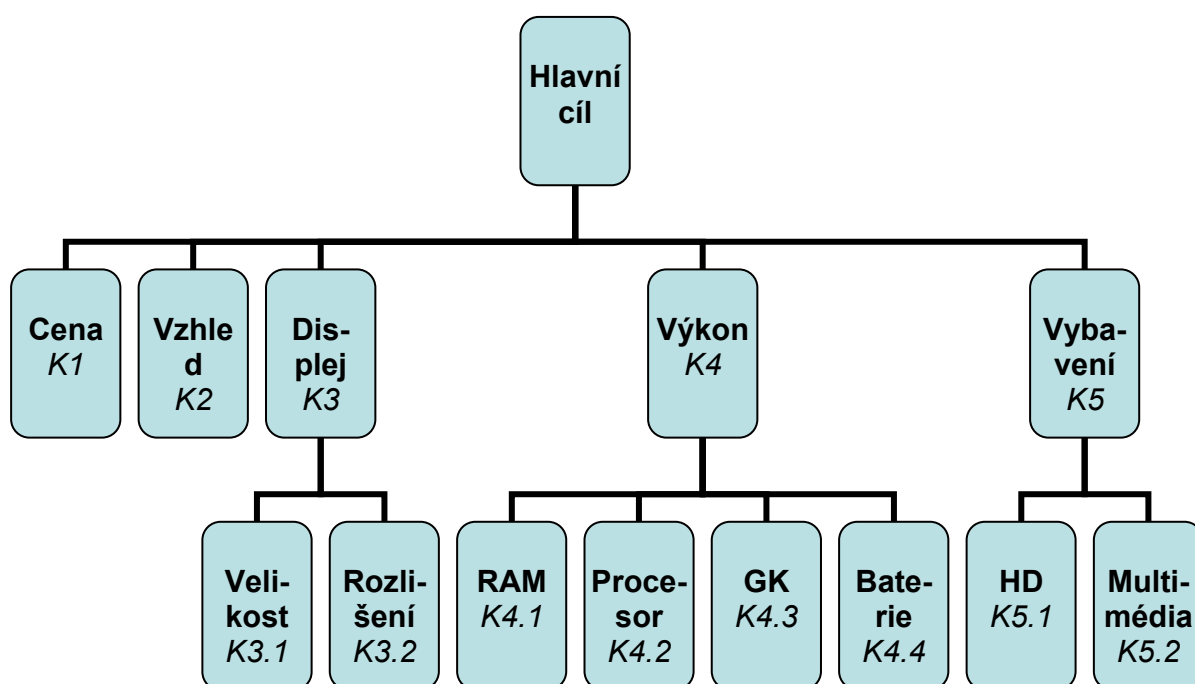 Hlavní
cíl
Cena
K1
Vzhle
d
K2
Dis-
plej
K3
Výkon
K4
Vyba-
vení
K5
Veli-
kost
K3.1
Rozli-
šení
K3.2
RAM
K4.1
Proce-
sor
K4.2
GK
K4.3
Bate-
rie
K4.4
HD
K5.1
Multi-
média
K5.2